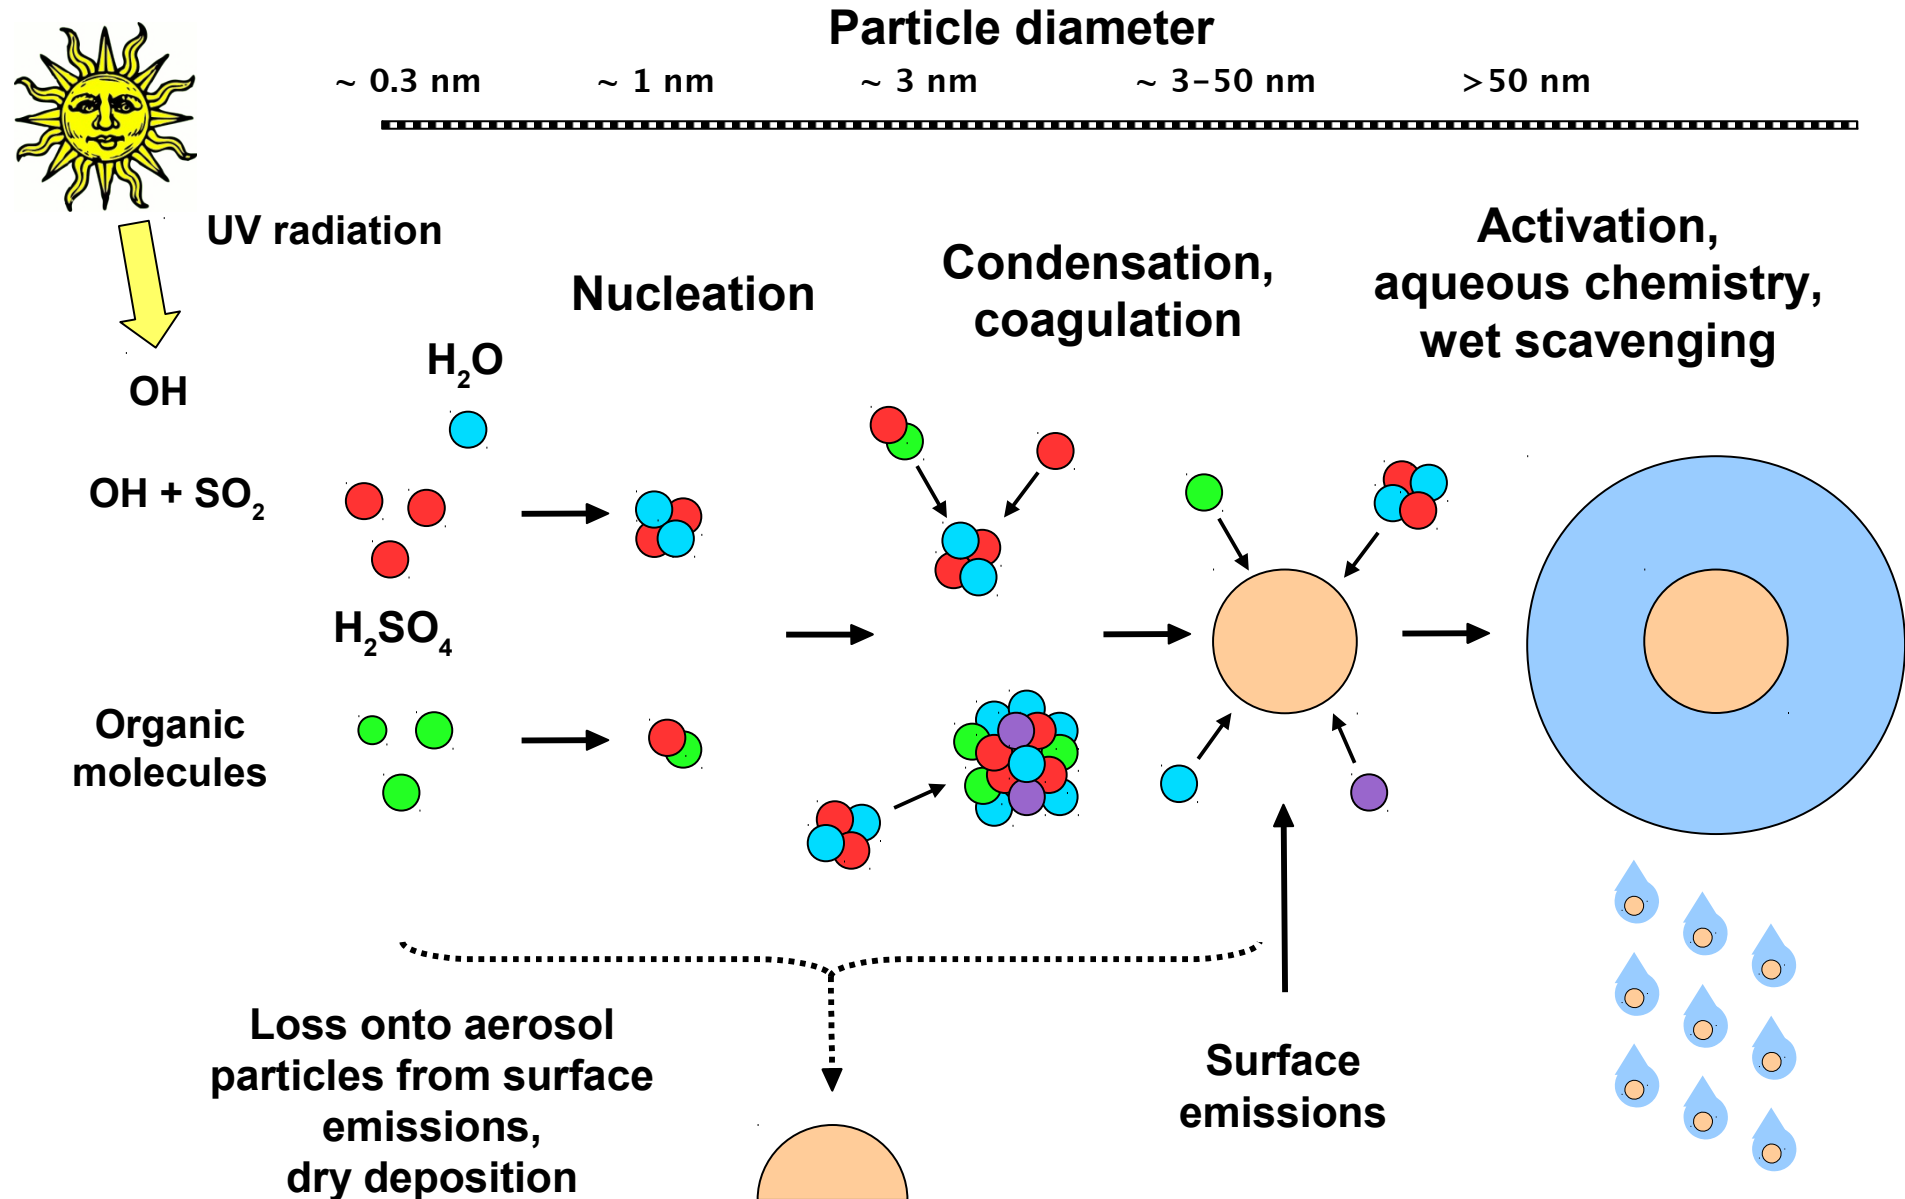 Particle diameter
~ 0.3 nm ~ 1 nm ~ 3 nm ~ 3–50 nm >50 nm
UV radiation
Nucleation
Condensation,
coagulation
Activation,
aqueous chemistry,
wet scavenging
OH
H₂O
OH + SO₂
H₂SO₄
Organic
molecules
Loss onto aerosol
particles from surface
emissions,
dry deposition
Surface
emissions